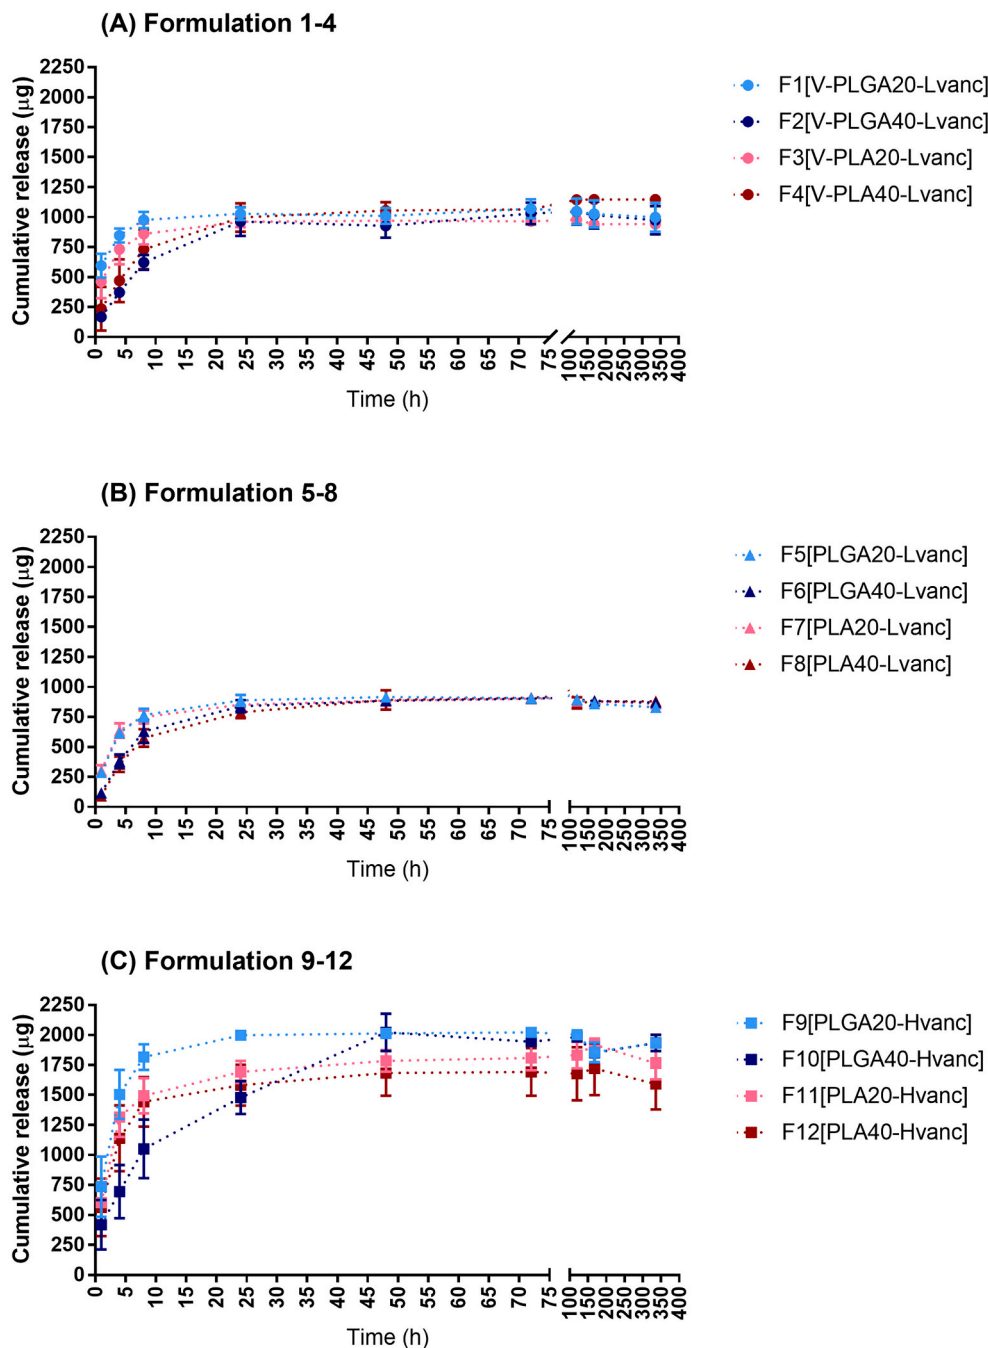 (A) Formulation 1-4
Cumulative release (μg)
2250
2000
1750
1500
1250
1000
750
500
250
0
0 5 10 15 20 25 30 35 40 45 50 55 60 65 70 75 100 150 200 250 300 350 400
Time (h)
F1[V-PLGA20-Lvanc]
F2[V-PLGA40-Lvanc]
F3[V-PLA20-Lvanc]
F4[V-PLA40-Lvanc]
(B) Formulation 5-8
Cumulative release (μg)
2250
2000
1750
1500
1250
1000
750
500
250
0
0 5 10 15 20 25 30 35 40 45 50 55 60 65 70 75 100 150 200 250 300 350 400
Time (h)
F5[PLGA20-Lvanc]
F6[PLGA40-Lvanc]
F7[PLA20-Lvanc]
F8[PLA40-Lvanc]
(C) Formulation 9-12
Cumulative release (μg)
2250
2000
1750
1500
1250
1000
750
500
250
0
0 5 10 15 20 25 30 35 40 45 50 55 60 65 70 75 100 150 200 250 300 350 400
Time (h)
F9[PLGA20-Hvanc]
F10[PLGA40-Hvanc]
F11[PLA20-Hvanc]
F12[PLA40-Hvanc]